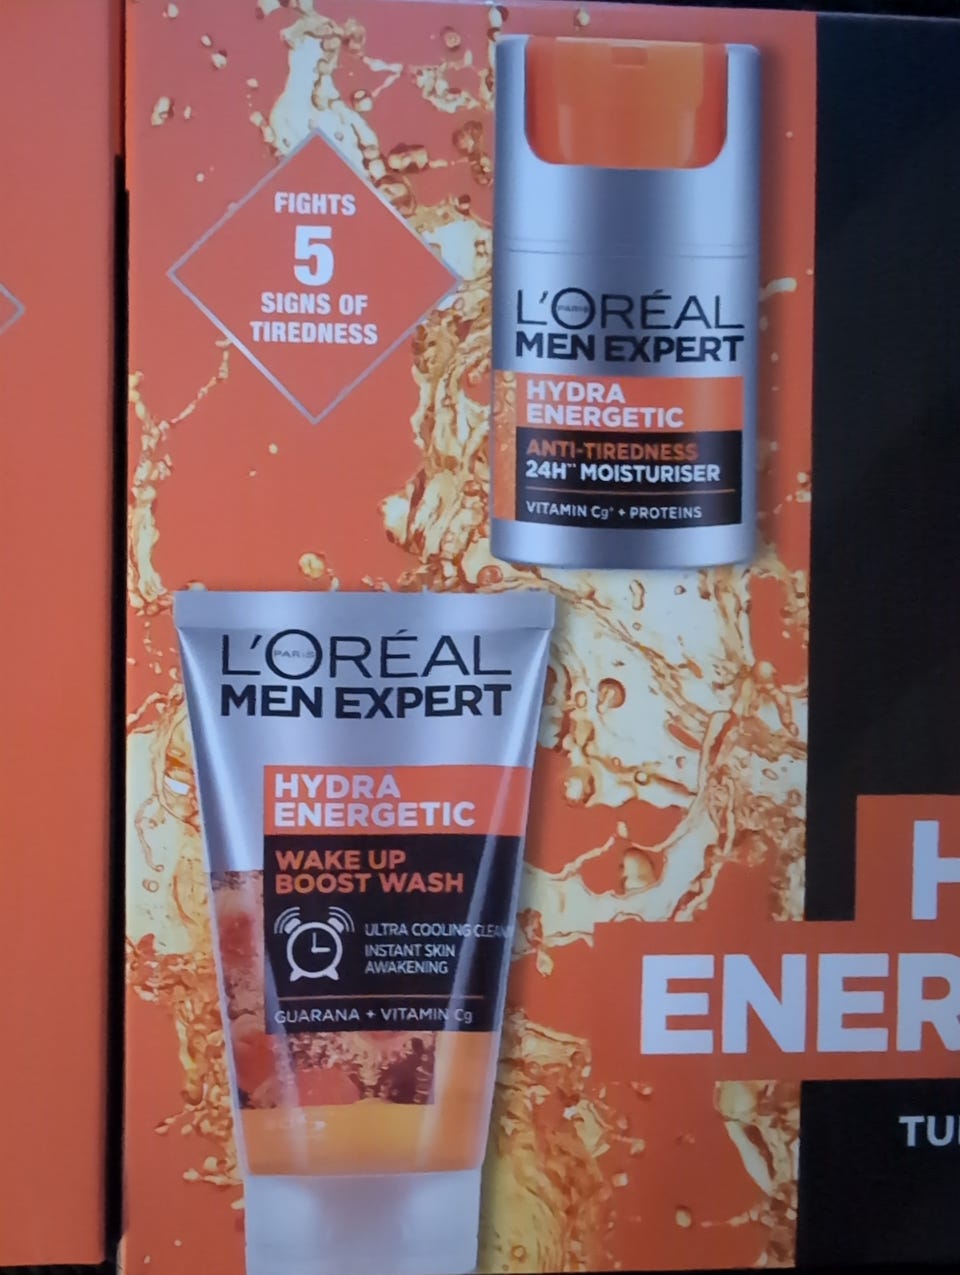 FIGHTS
5
SIGNS OF
TIREDNESS
L'ORÉAL
PARIS
MEN EXPERT
HYDRA
ENERGETIC
ANTI-TIREDNESS
24H** MOISTURISER
VITAMIN Cg* + PROTEINS
L'ORÉAL
PARIS
MEN EXPERT
HYDRA
ENERGETIC
WAKE UP
BOOST WASH
ULTRA COOLING CLEAN
INSTANT SKIN
AWAKENING
GUARANA + VITAMIN Cg
H
ENER
TU